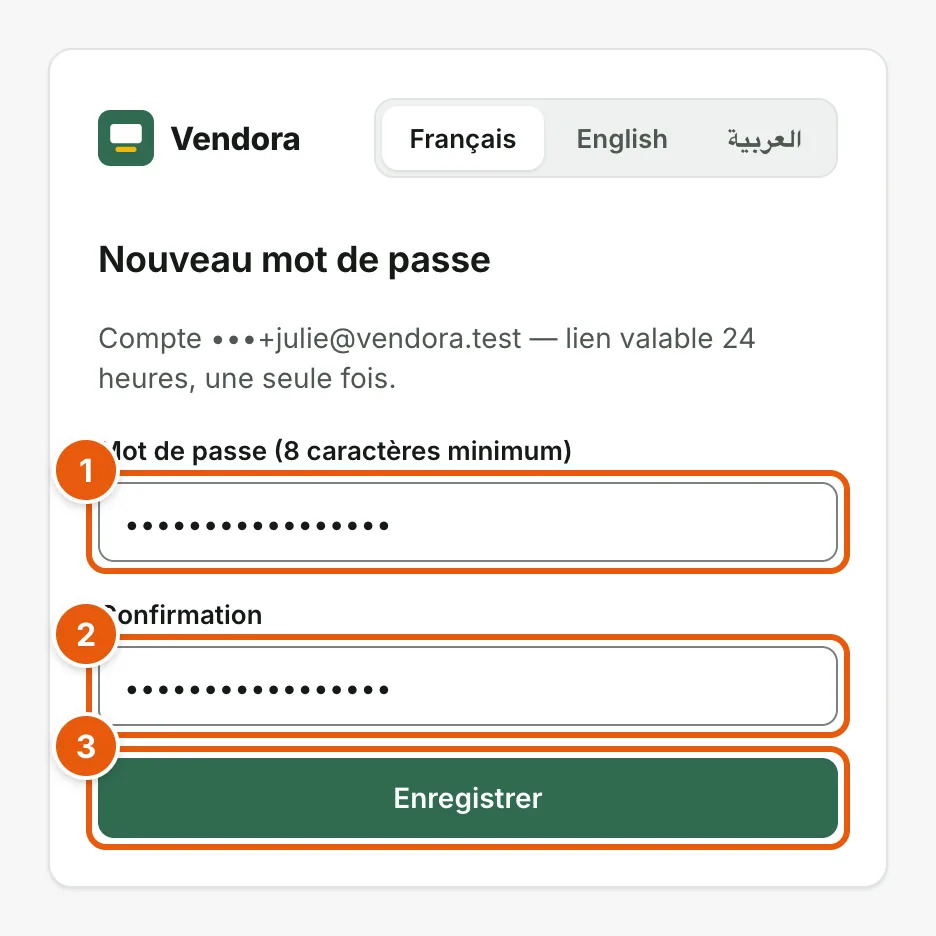 Vendora
Français
English
العربية
Nouveau mot de passe
Compte •••+julie@vendora.test — lien valable 24
heures, une seule fois.
Mot de passe (8 caractères minimum)
1
•••••••••••••••••
Confirmation
2
•••••••••••••••••
3
Enregistrer